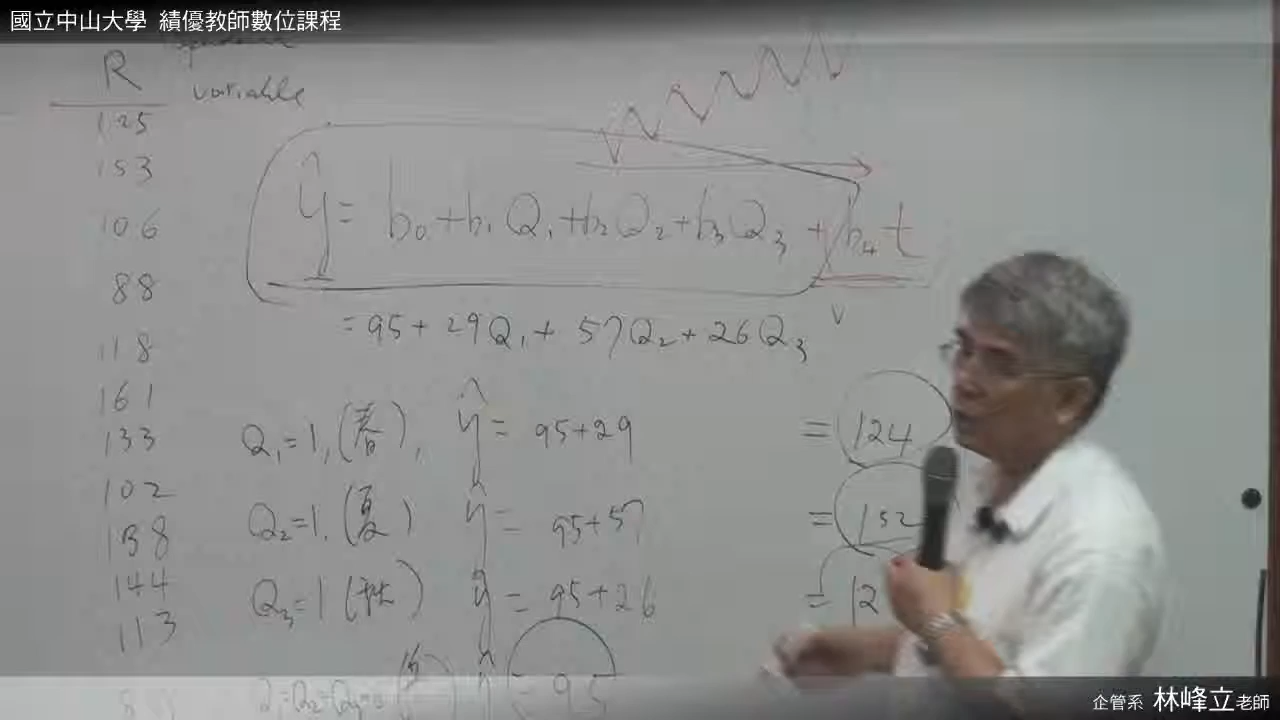 國立中山大學 績優教師數位課程
R
variable
125
153
106
88
118
161
133
102
138
144
113
ŷ = b₀+b₁Q₁+b₂Q₂+b₃Q₃+b₄t
=95+29Q₁+57Q₂+26Q₃
Q₁=1,(春), ŷ= 95+29 =124
Q₂=1,(夏) ŷ= 95+57 =152
Q₃=1(秋) ŷ= 95+26 =12
ŷ=95
企管系 林峰立老師